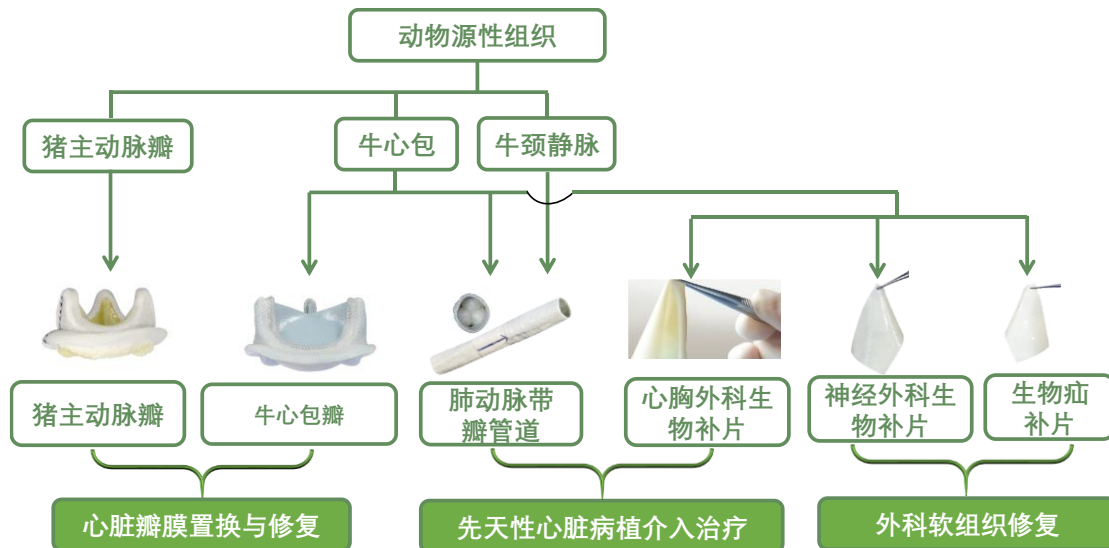 动物源性组织
猪主动脉瓣
牛心包
牛颈静脉
猪主动脉瓣
牛心包瓣
肺动脉带
瓣管道
心胸外科生
物补片
神经外科生
物补片
生物疝
补片
心脏瓣膜置换与修复
先天性心脏病植介入治疗
外科软组织修复